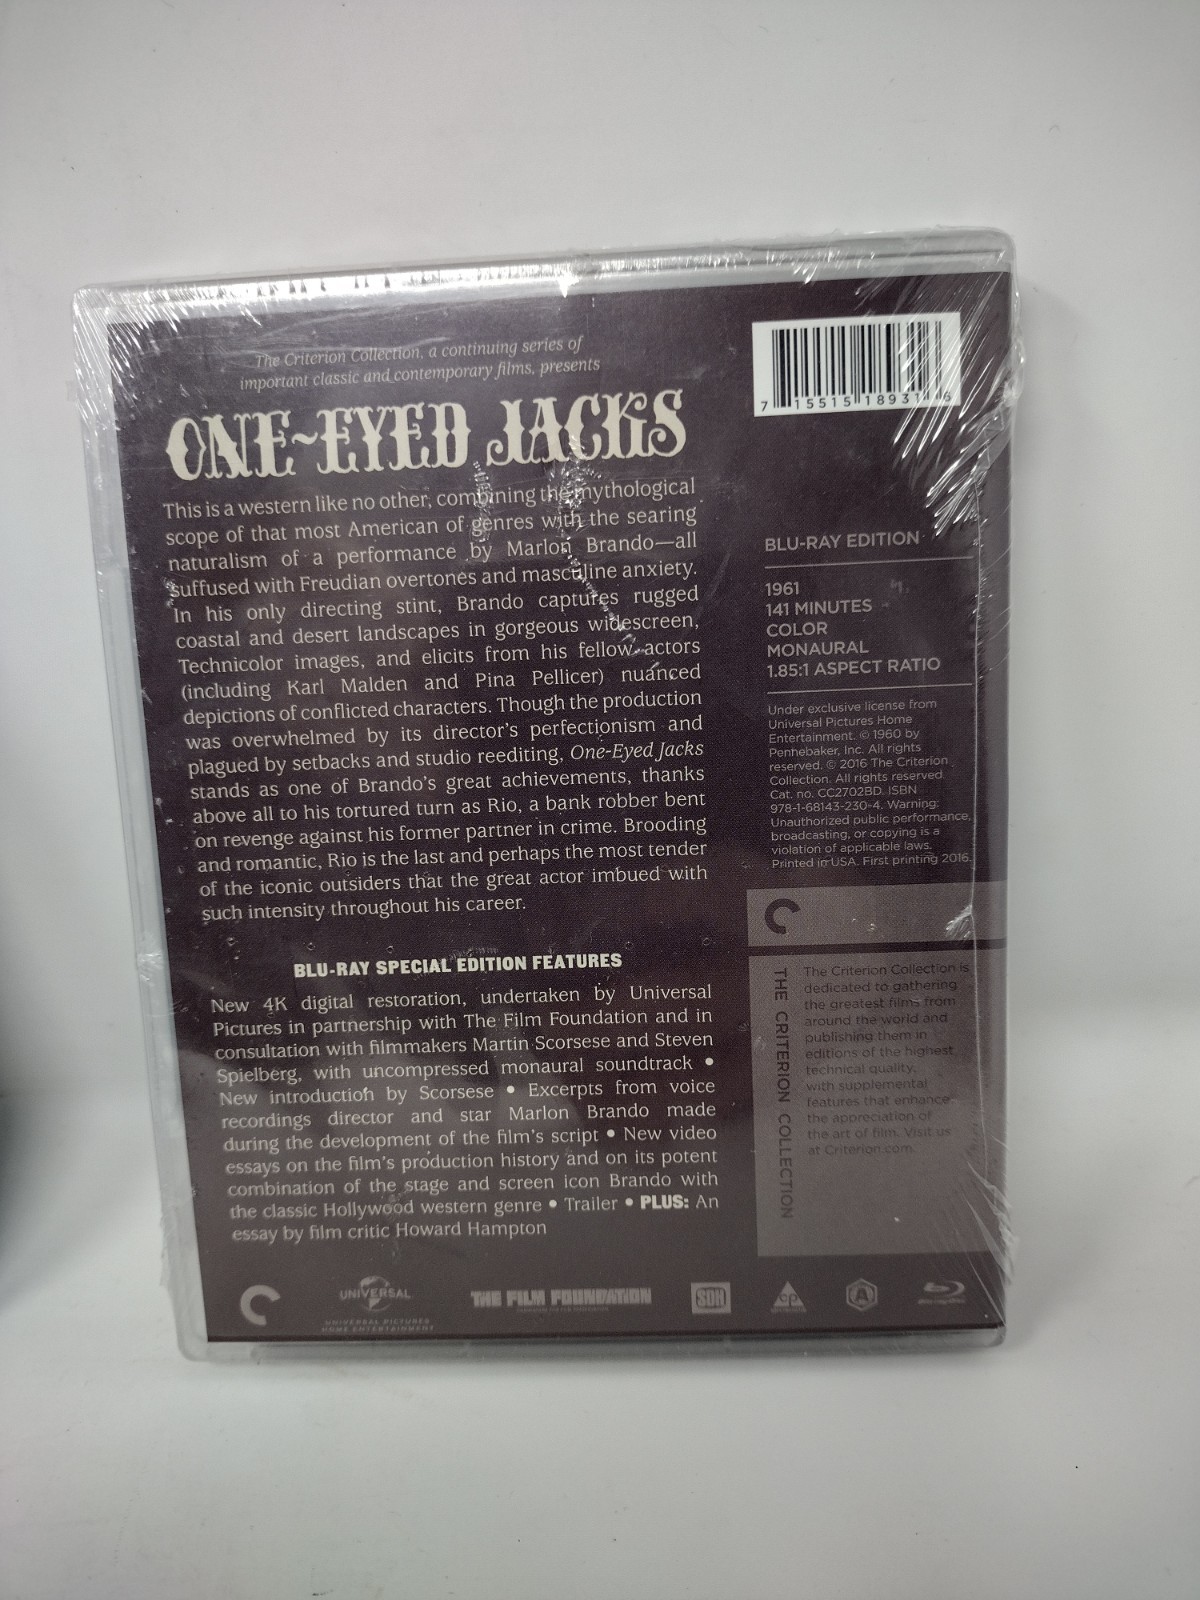 The Criterion Collection, a continuing series of
important classic and contemporary films, presents
ONE-EYED JACKS
This is a western like no other, combining the mythological
scope of that most American of genres with the searing
naturalism of a performance by Marlon Brando—all
suffused with Freudian overtones and masculine anxiety.
In his only directing stint, Brando captures rugged
coastal and desert landscapes in gorgeous widescreen,
Technicolor images, and elicits from his fellow actors
(including Karl Malden and Pina Pellicer) nuanced
depictions of conflicted characters. Though the production
was overwhelmed by its director's perfectionism and
plagued by setbacks and studio reediting, One-Eyed Jacks
stands as one of Brando's great achievements, thanks
above all to his tortured turn as Rio, a bank robber bent
on revenge against his former partner in crime. Brooding
and romantic, Rio is the last and perhaps the most tender
of the iconic outsiders that the great actor imbued with
such intensity throughout his career.
BLU-RAY SPECIAL EDITION FEATURES
New 4K digital restoration, undertaken by Universal
Pictures in partnership with The Film Foundation and in
consultation with filmmakers Martin Scorsese and Steven
Spielberg, with uncompressed monaural soundtrack •
New introduction by Scorsese • Excerpts from voice
recordings director and star Marlon Brando made
during the development of the film's script • New video
essays on the film's production history and on its potent
combination of the stage and screen icon Brando with
the classic Hollywood western genre • Trailer • PLUS: An
essay by film critic Howard Hampton
7 15515 18931 6
BLU-RAY EDITION
1961
141 MINUTES
COLOR
MONAURAL
1.85:1 ASPECT RATIO
Under exclusive license from
Universal Pictures Home
Entertainment. © 1960 by
Pennebaker, Inc. All rights
reserved. © 2016 The Criterion
Collection. All rights reserved.
Cat. no. CC2702BD. ISBN
978-1-68143-230-4. Warning:
Unauthorized public performance,
broadcasting, or copying is a
violation of applicable laws.
Printed in USA. First printing 2016.
THE CRITERION COLLECTION
The Criterion Collection is
dedicated to gathering
the greatest films from
around the world and
publishing them in
editions of the highest
technical quality,
with supplemental
features that enhance
the appreciation of
the art of film. Visit us
at Criterion.com.
UNIVERSAL
UNIVERSAL PICTURES
HOME ENTERTAINMENT
THE FILM FOUNDATION
SDH
A